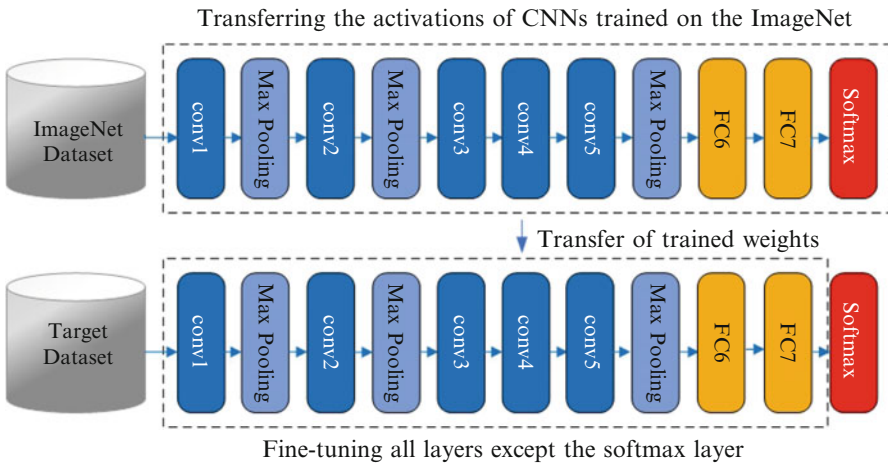 Transferring the activations of CNNs trained on the ImageNet
ImageNet
Dataset
conv1
Max Pooling
conv2
Max Pooling
conv3
conv4
conv5
Max Pooling
FC6
FC7
Softmax
Transfer of trained weights
Target
Dataset
conv1
Max Pooling
conv2
Max Pooling
conv3
conv4
conv5
Max Pooling
FC6
FC7
Softmax
Fine-tuning all layers except the softmax layer